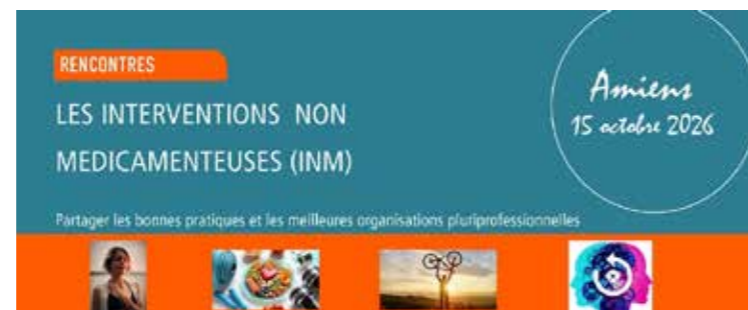 RENCONTRES
LES INTERVENTIONS NON
MEDICAMENTEUSES (INM)
Partager les bonnes pratiques et les meilleures organisations pluriprofessionnelles
Amiens
15 octobre 2026